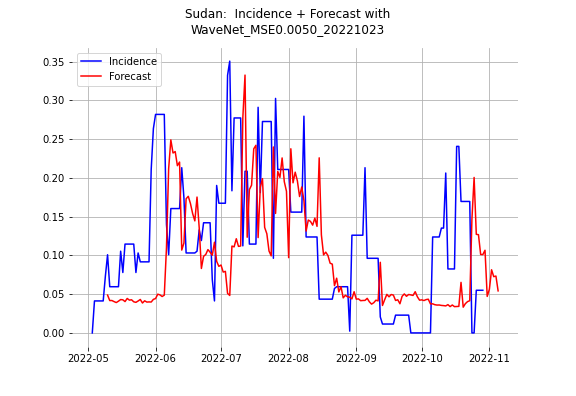 Sudan:  Incidence + Forecast with
WaveNet_MSE0.0050_20221023
Incidence
Forecast
0.35
0.30
0.25
0.20
0.15
0.10
0.05
0.00
2022-05 2022-06 2022-07 2022-08 2022-09 2022-10 2022-11